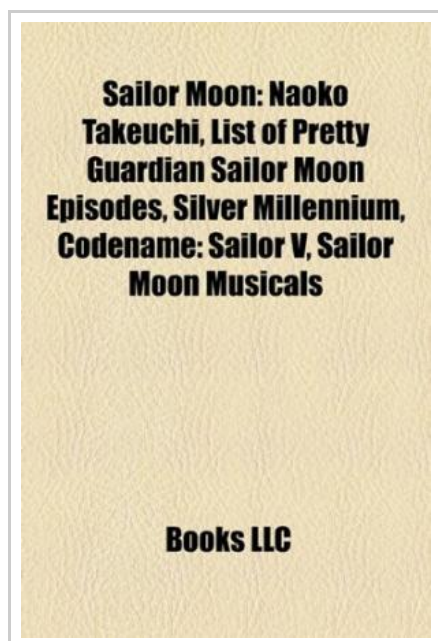 Sailor Moon: Naoko
Takeuchi, List of Pretty
Guardian Sailor Moon
Episodes, Silver Millennium,
Codename: Sailor V, Sailor
Moon Musicals
Books LLC